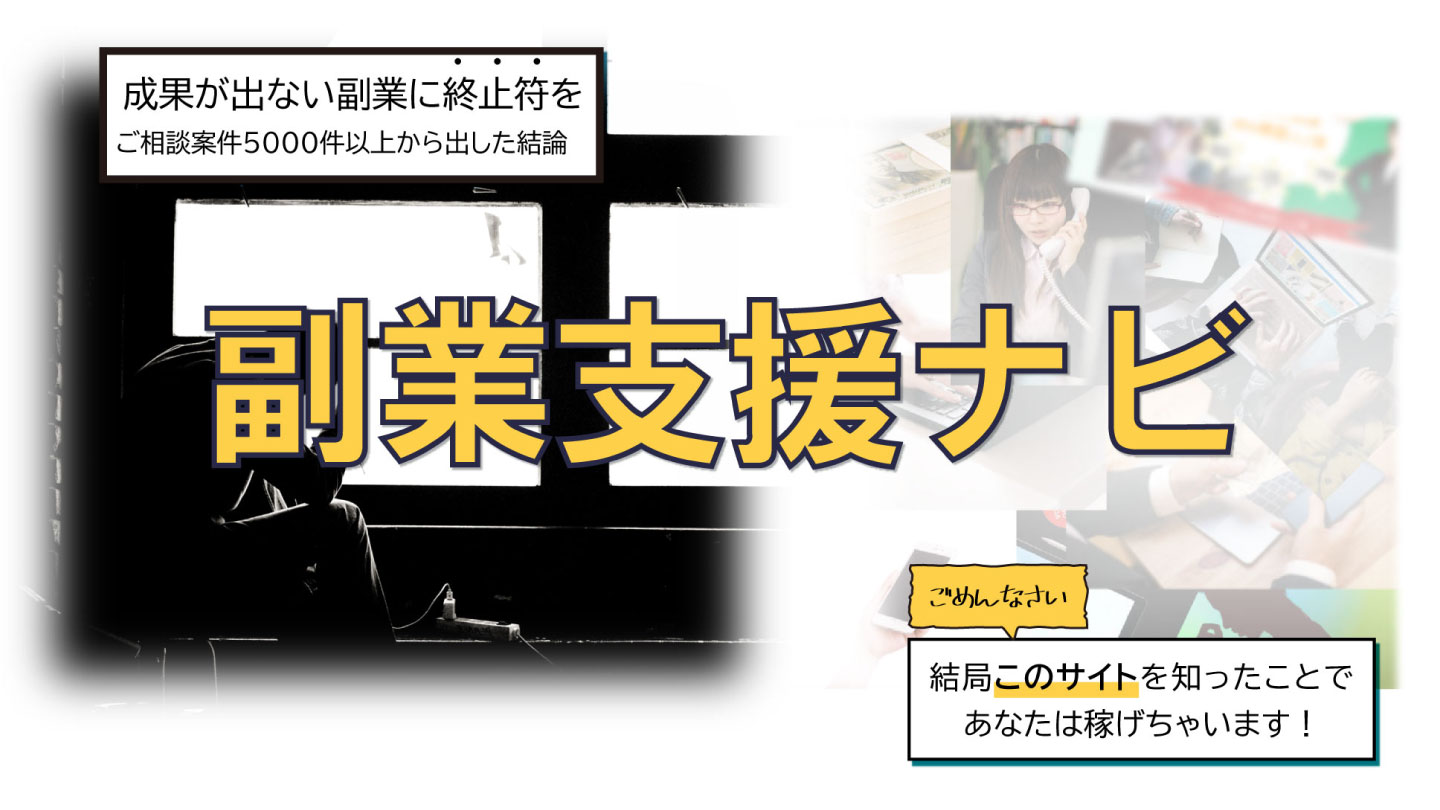 成果が出ない副業に終止符を
ご相談案件5000件以上から出した結論
副業支援ナビ
ごめんなさい
結局このサイトを知ったことで
あなたは稼げちゃいます！